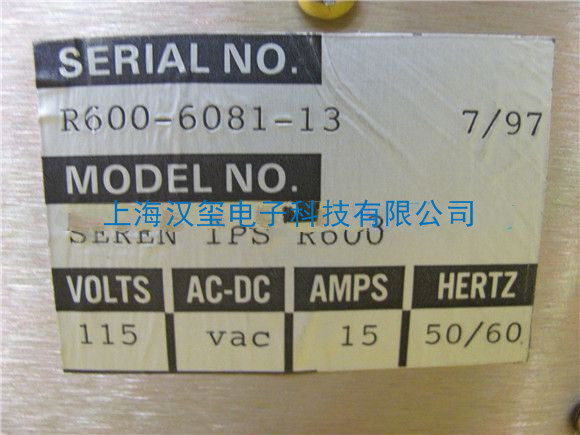 SERIAL NO.
R600-6081-13 7/97
MODEL NO.
上海汉玺电子科技有限公司
SEREN IPS R600
VOLTS AC-DC AMPS HERTZ
115 vac 15 50/60